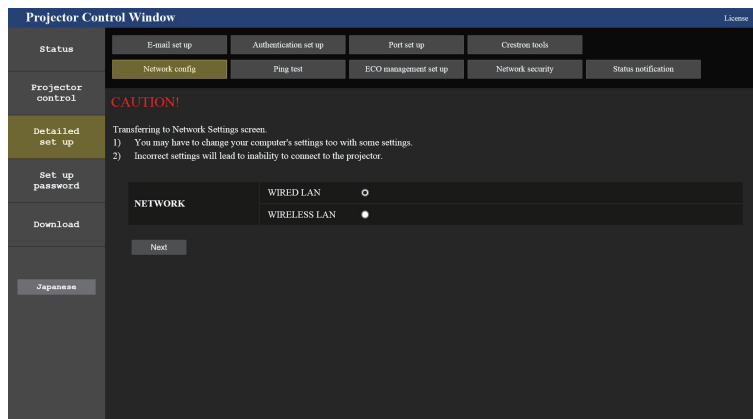 Projector Control Window
License
Status
Projector
control
Detailed
set up
Set up
password
Download
Japanese
E-mail set up
Authentication set up
Port set up
Crestron tools
Network config
Ping test
ECO management set up
Network security
Status notification
CAUTION!
Transferring to Network Settings screen.
1) You may have to change your computer's settings too with some settings.
2) Incorrect settings will lead to inability to connect to the projector.
NETWORK
WIRED LAN
WIRELESS LAN
Next